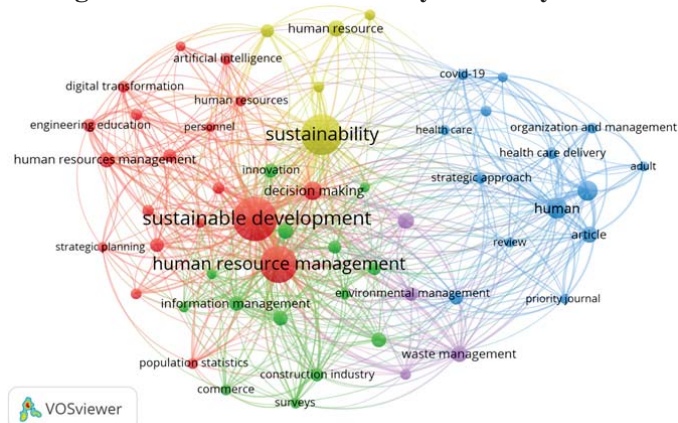 human resource
artificial intelligence
covid-19
digital transformation
human resources
engineering education
personnel
sustainability
health care
organization and management
human resources management
health care delivery
innovation
adult
strategic approach
decision making
sustainable development
human
article
strategic planning
review
human resource management
information management
environmental management
priority journal
waste management
population statistics
construction industry
commerce
surveys
VOSviewer